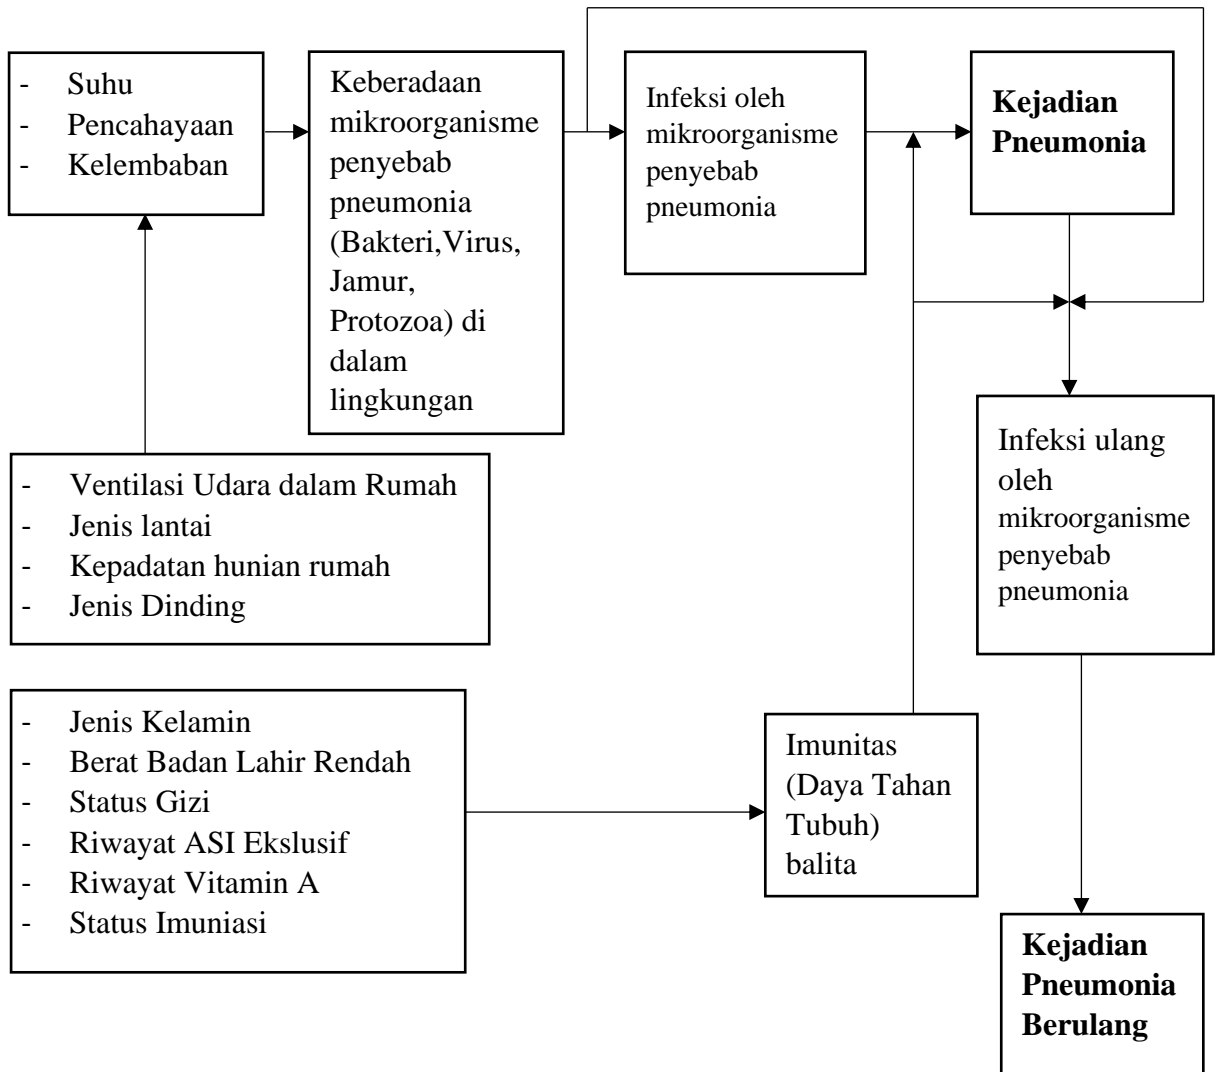 - Suhu
- Pencahayaan
- Kelembaban
Keberadaan
mikroorganisme
penyebab
pneumonia
(Bakteri,Virus,
Jamur,
Protozoa) di
dalam
lingkungan
Infeksi oleh
mikroorganisme
penyebab
pneumonia
Kejadian
Pneumonia
- Ventilasi Udara dalam Rumah
- Jenis lantai
- Kepadatan hunian rumah
- Jenis Dinding
Infeksi ulang
oleh
mikroorganisme
penyebab
pneumonia
- Jenis Kelamin
- Berat Badan Lahir Rendah
- Status Gizi
- Riwayat ASI Ekslusif
- Riwayat Vitamin A
- Status Imuniasi
Imunitas
(Daya Tahan
Tubuh)
balita
Kejadian
Pneumonia
Berulang